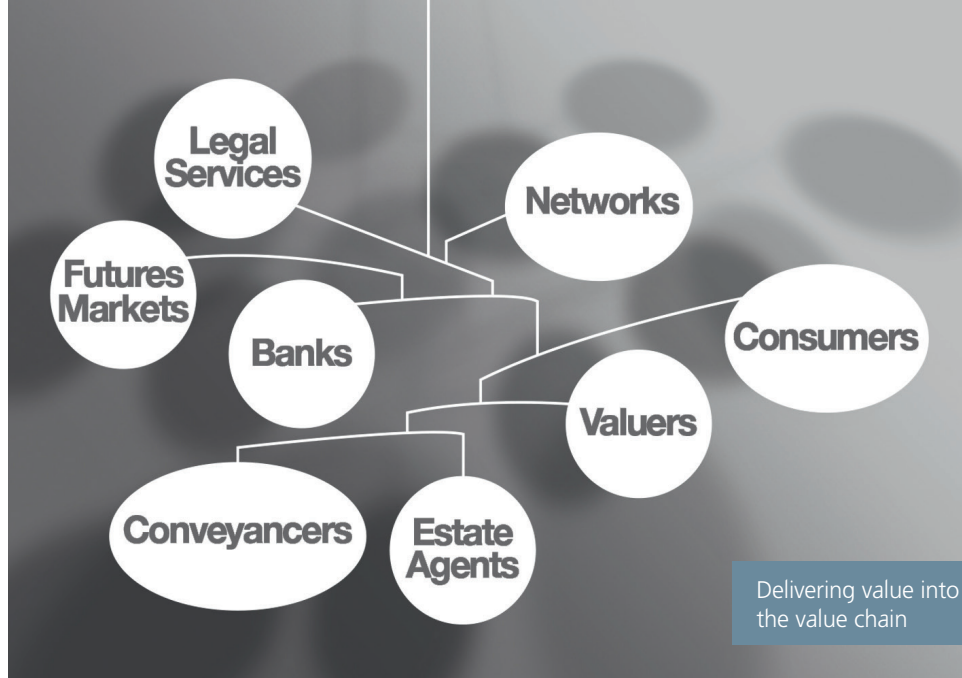 Legal
Services
Networks
Futures
Markets
Consumers
Banks
Valuers
Conveyancers
Estate
Agents
Delivering value into
the value chain